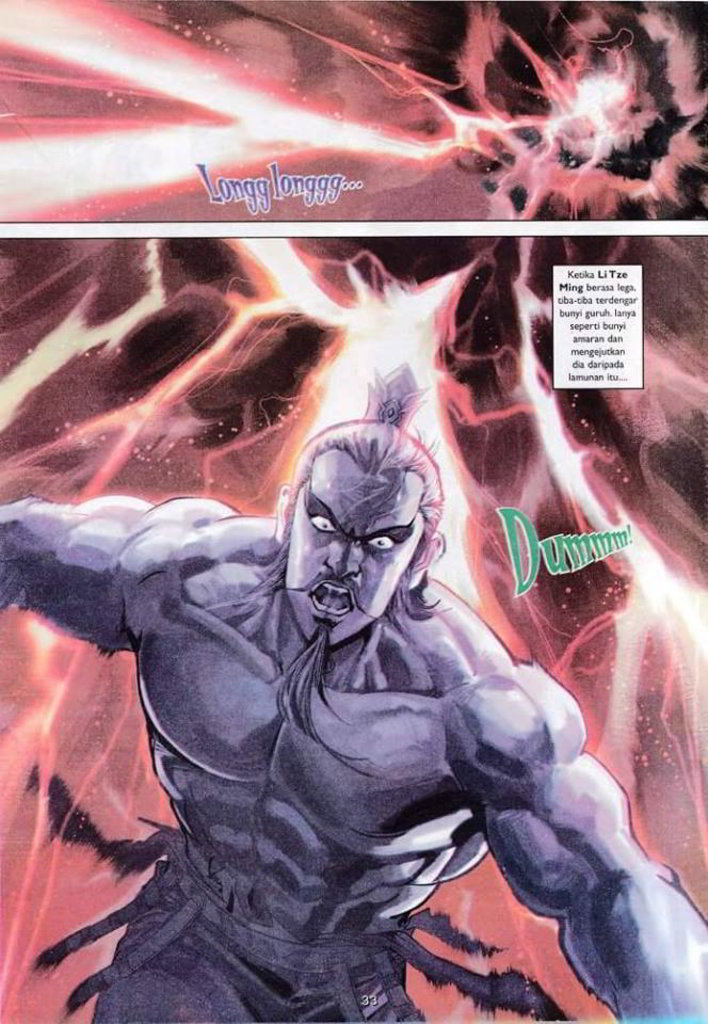 Longg longgg...
Ketika Li Tze
Ming berasa lega,
tiba-tiba terdengar
bunyi guruh. Ianya
seperti bunyi
amaran dan
mengejutkan
dia daripada
lamunan itu....
Dummm!
33